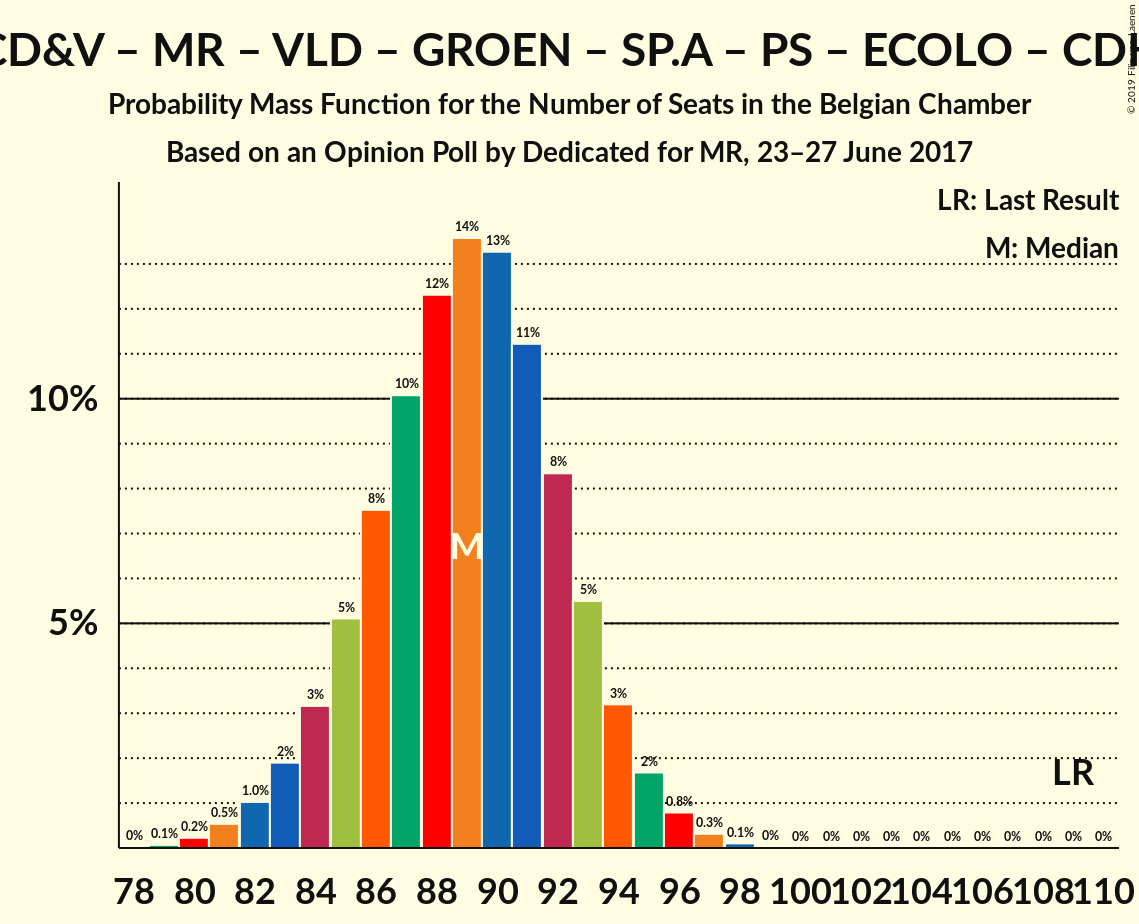 CD&V – MR – VLD – GROEN – SP.A – PS – ECOLO – CDH
Probability Mass Function for the Number of Seats in the Belgian Chamber
Based on an Opinion Poll by Dedicated for MR, 23–27 June 2017
© 2019
LR: Last Result
M: Median
14%
13%
12%
11%
10%
10%
8%
8%
M
5%
5%
5%
3%
3%
2%
2%
LR
1.0%
0.8%
0.5%
0.3%
0% 0.1% 0.2% 0.1% 0% 0% 0% 0% 0% 0% 0% 0% 0% 0% 0% 0%
78 80 82 84 86 88 90 92 94 96 98 100 102 104 106 108 110